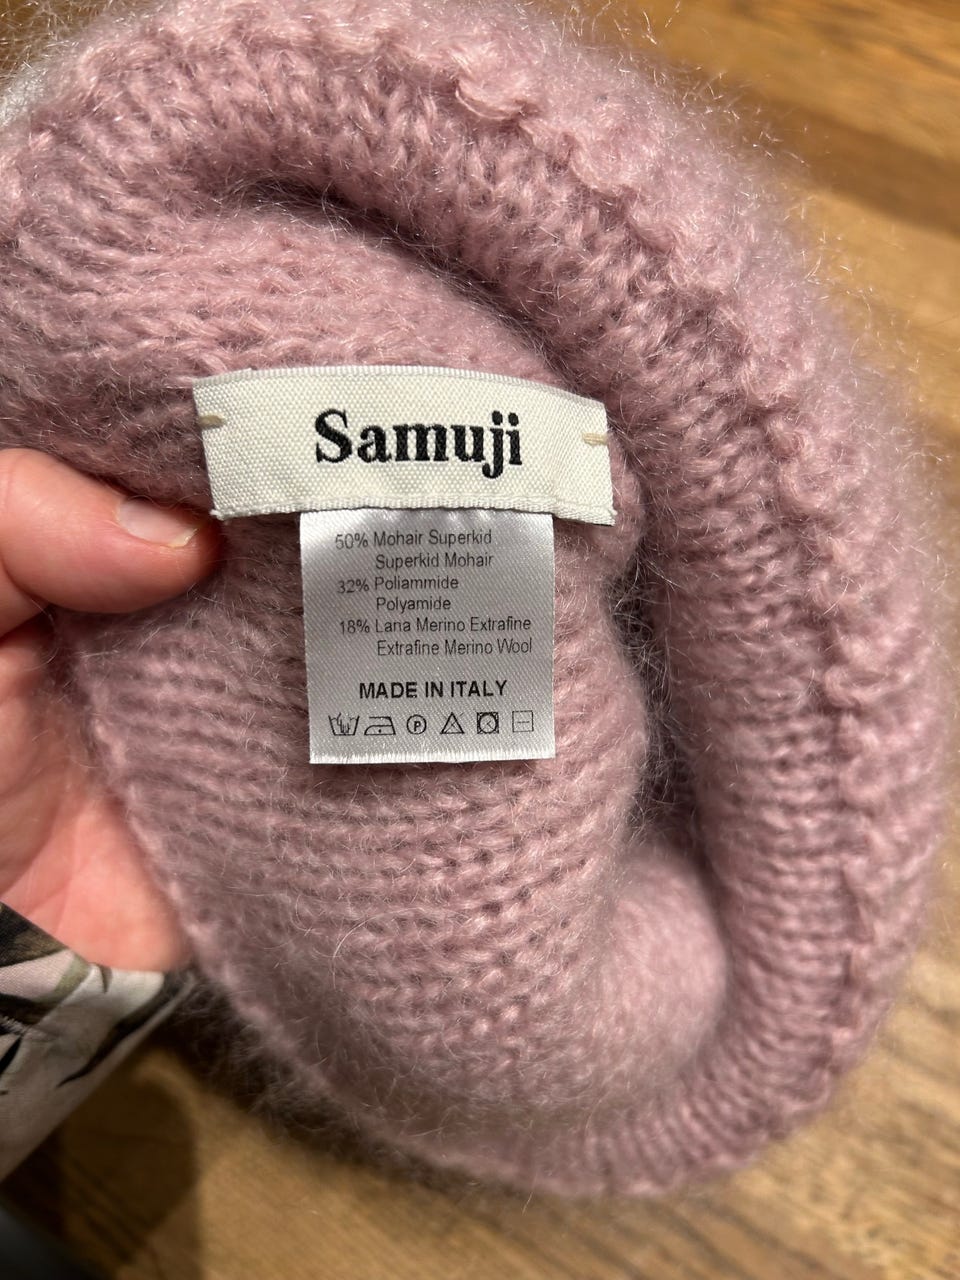 Samuji
50% Mohair Superkid
Superkid Mohair
32% Poliammide
Polyamide
18% Lana Merino Extrafine
Extrafine Merino Wool
MADE IN ITALY
P